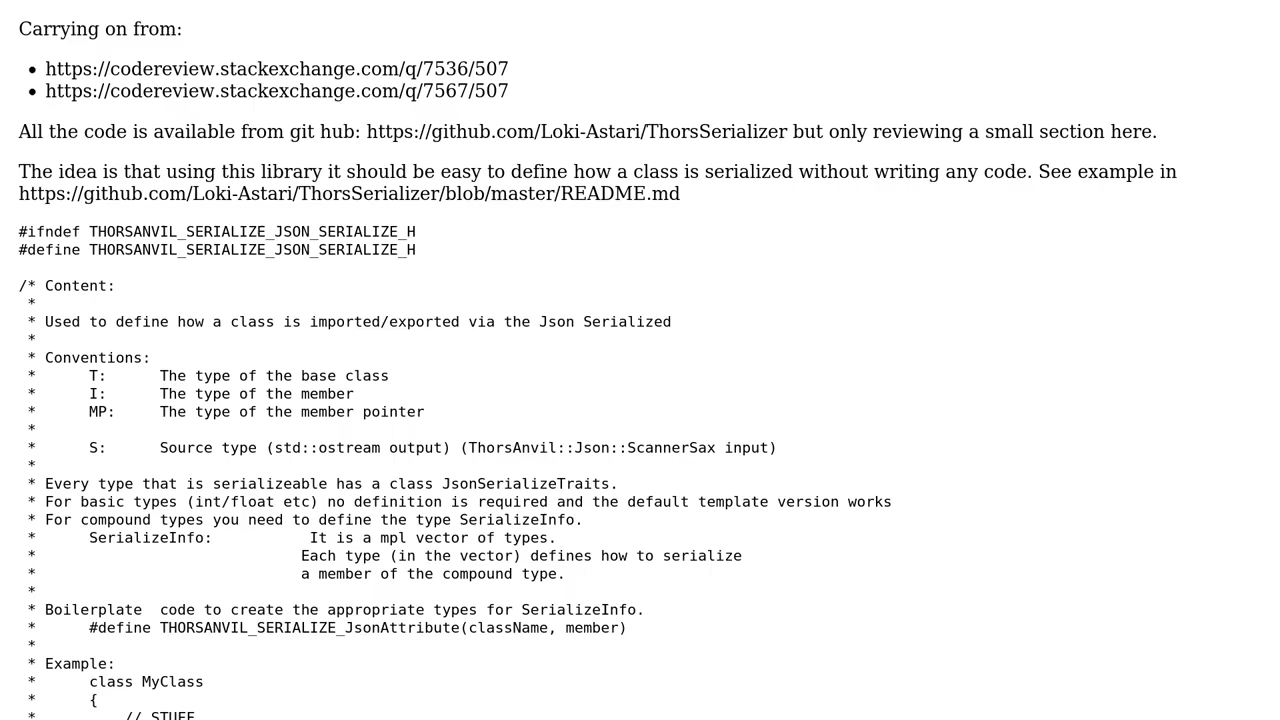 Carrying on from:
• https://codereview.stackexchange.com/q/7536/507
• https://codereview.stackexchange.com/q/7567/507
All the code is available from git hub: https://github.com/Loki-Astari/ThorsSerializer but only reviewing a small section here.
The idea is that using this library it should be easy to define how a class is serialized without writing any code. See example in
https://github.com/Loki-Astari/ThorsSerializer/blob/master/README.md
#ifndef THORSANVIL_SERIALIZE_JSON_SERIALIZE_H
#define THORSANVIL_SERIALIZE_JSON_SERIALIZE_H
/* Content:
 *
 * Used to define how a class is imported/exported via the Json Serialized
 *
 * Conventions:
 *      T:      The type of the base class
 *      I:      The type of the member
 *      MP:     The type of the member pointer
 *
 *      S:      Source type (std::ostream output) (ThorsAnvil::Json::ScannerSax input)
 *
 * Every type that is serializeable has a class JsonSerializeTraits.
 * For basic types (int/float etc) no definition is required and the default template version works
 * For compound types you need to define the type SerializeInfo.
 *      SerializeInfo:           It is a mpl vector of types.
 *                              Each type (in the vector) defines how to serialize
 *                              a member of the compound type.
 *
 * Boilerplate  code to create the appropriate types for SerializeInfo.
 *      #define THORSANVIL_SERIALIZE_JsonAttribute(className, member)
 *
 * Example:
 *      class MyClass
 *      {
 *          // STUFF